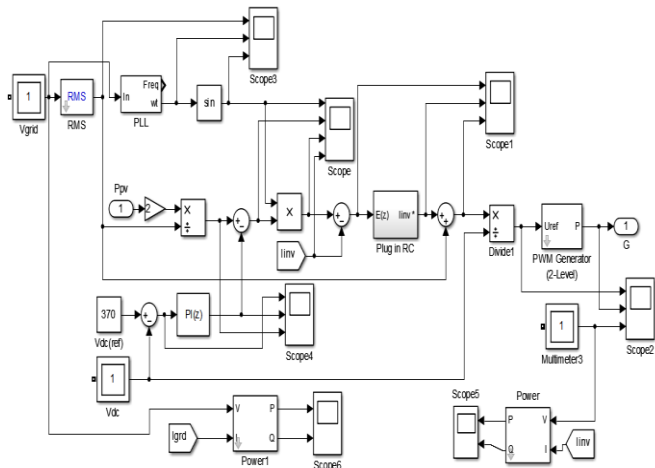 Scope3
1
Vgrid
RMS
RMS
In
Freq
wt
PLL
sin
Scope
Scope1
Ppv
1
2
×
÷
+
−
×
Iinv
+
−
E(z)
Iinv *
Plug in RC
+
+
×
÷
Divide1
Uref
P
PWM Generator
(2-Level)
1
G
370
Vdc(ref)
+
−
PI(z)
Scope4
1
Vdc
1
Multimeter3
Scope2
Igrd
V
I
P
Q
Power1
Scope6
Scope5
Power
P
Q
V
I
Iinv